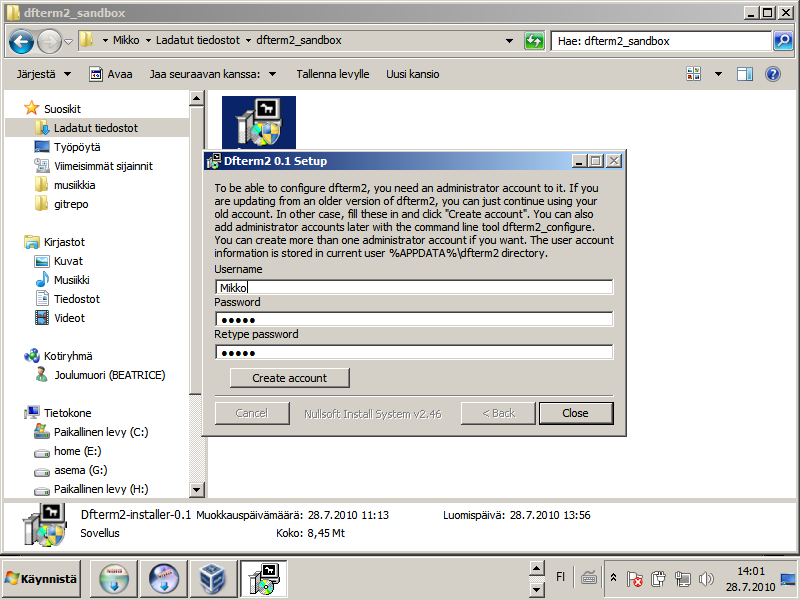 dfterm2_sandbox
Mikko Ladatut tiedostot dfterm2_sandbox
Hae: dfterm2_sandbox
Järjestä Avaa Jaa seuraavan kanssa: Tallenna levylle Uusi kansio
Suosikit
Ladatut tiedostot
Työpöytä
Viimeisimmät sijainnit
musiikkia
gitrepo
Kirjastot
Kuvat
Musiikki
Tiedostot
Videot
Kotiryhmä
Joulumuori (BEATRICE)
Tietokone
Paikallinen levy (C:)
home (E:)
asema (G:)
Paikallinen levy (H:)
Dfterm2 0.1 Setup
To be able to configure dfterm2, you need an administrator account to it. If you
are updating from an older version of dfterm2, you can just continue using your
old account. In other case, fill these in and click "Create account". You can also
add administrator accounts later with the command line tool dfterm2_configure.
You can create more than one administrator account if you want. The user account
information is stored in current user %APPDATA%\dfterm2 directory.
Username
Mikko
Password
●●●●●
Retype password
●●●●●
Create account
Cancel Nullsoft Install System v2.46 < Back Close
Dfterm2-installer-0.1 Muokkauspäivämäärä: 28.7.2010 11:13 Luomispäivä: 28.7.2010 13:56
Sovellus Koko: 8,45 Mt
Käynnistä
FI
14:01
28.7.2010